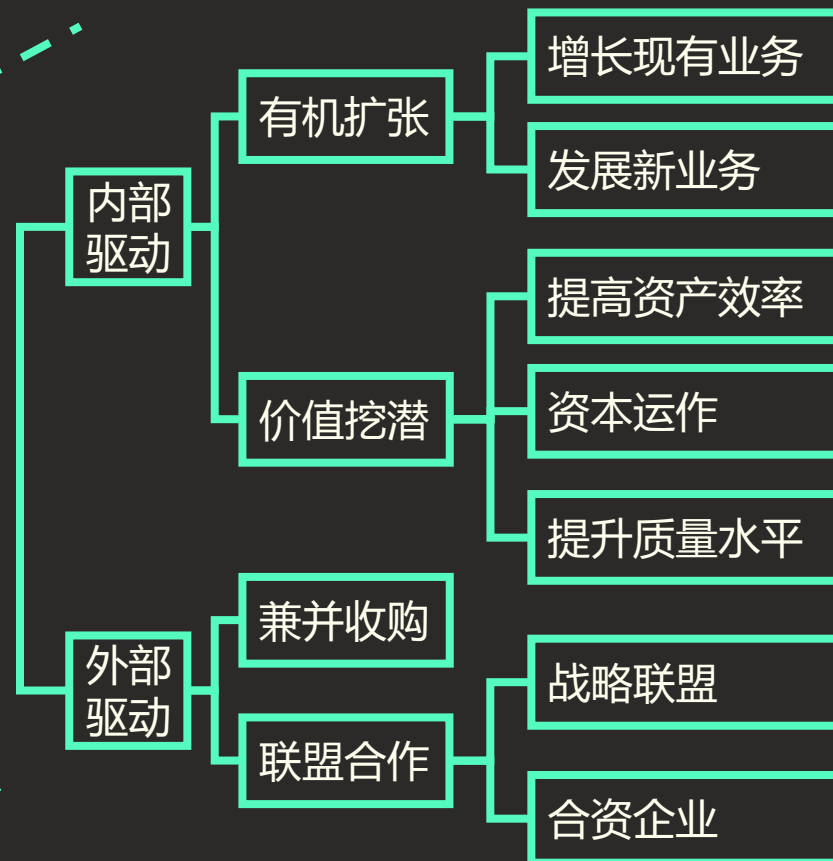 内部
驱动
有机扩张
增长现有业务
发展新业务
价值挖潜
提高资产效率
资本运作
提升质量水平
外部
驱动
兼并收购
联盟合作
战略联盟
合资企业